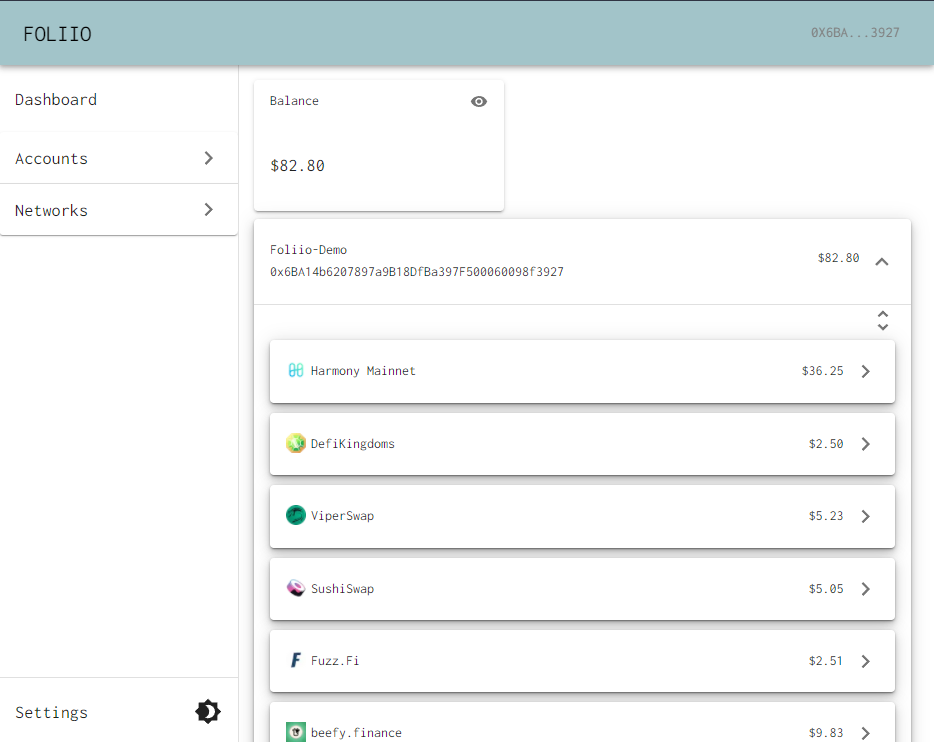 FOLIIO
0X6BA...3927
Dashboard
Accounts
Networks
Settings
Balance
$82.80
Foliio-Demo
0x6BA14b6207897a9B18DfBa397F500060098f3927
$82.80
Harmony Mainnet $36.25
DefiKingdoms $2.50
ViperSwap $5.23
SushiSwap $5.05
Fuzz.Fi $2.51
beefy.finance $9.83